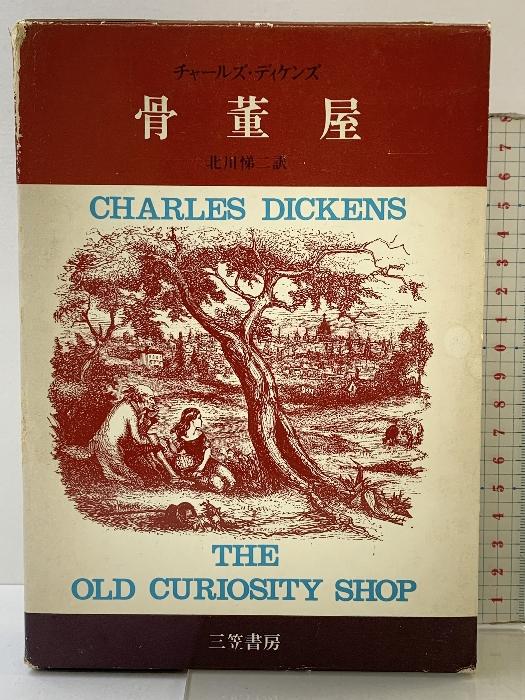 チャールズ・ディケンズ
骨董屋
北川悌二訳
CHARLES DICKENS
THE
OLD CURIOSITY SHOP
三笠書房